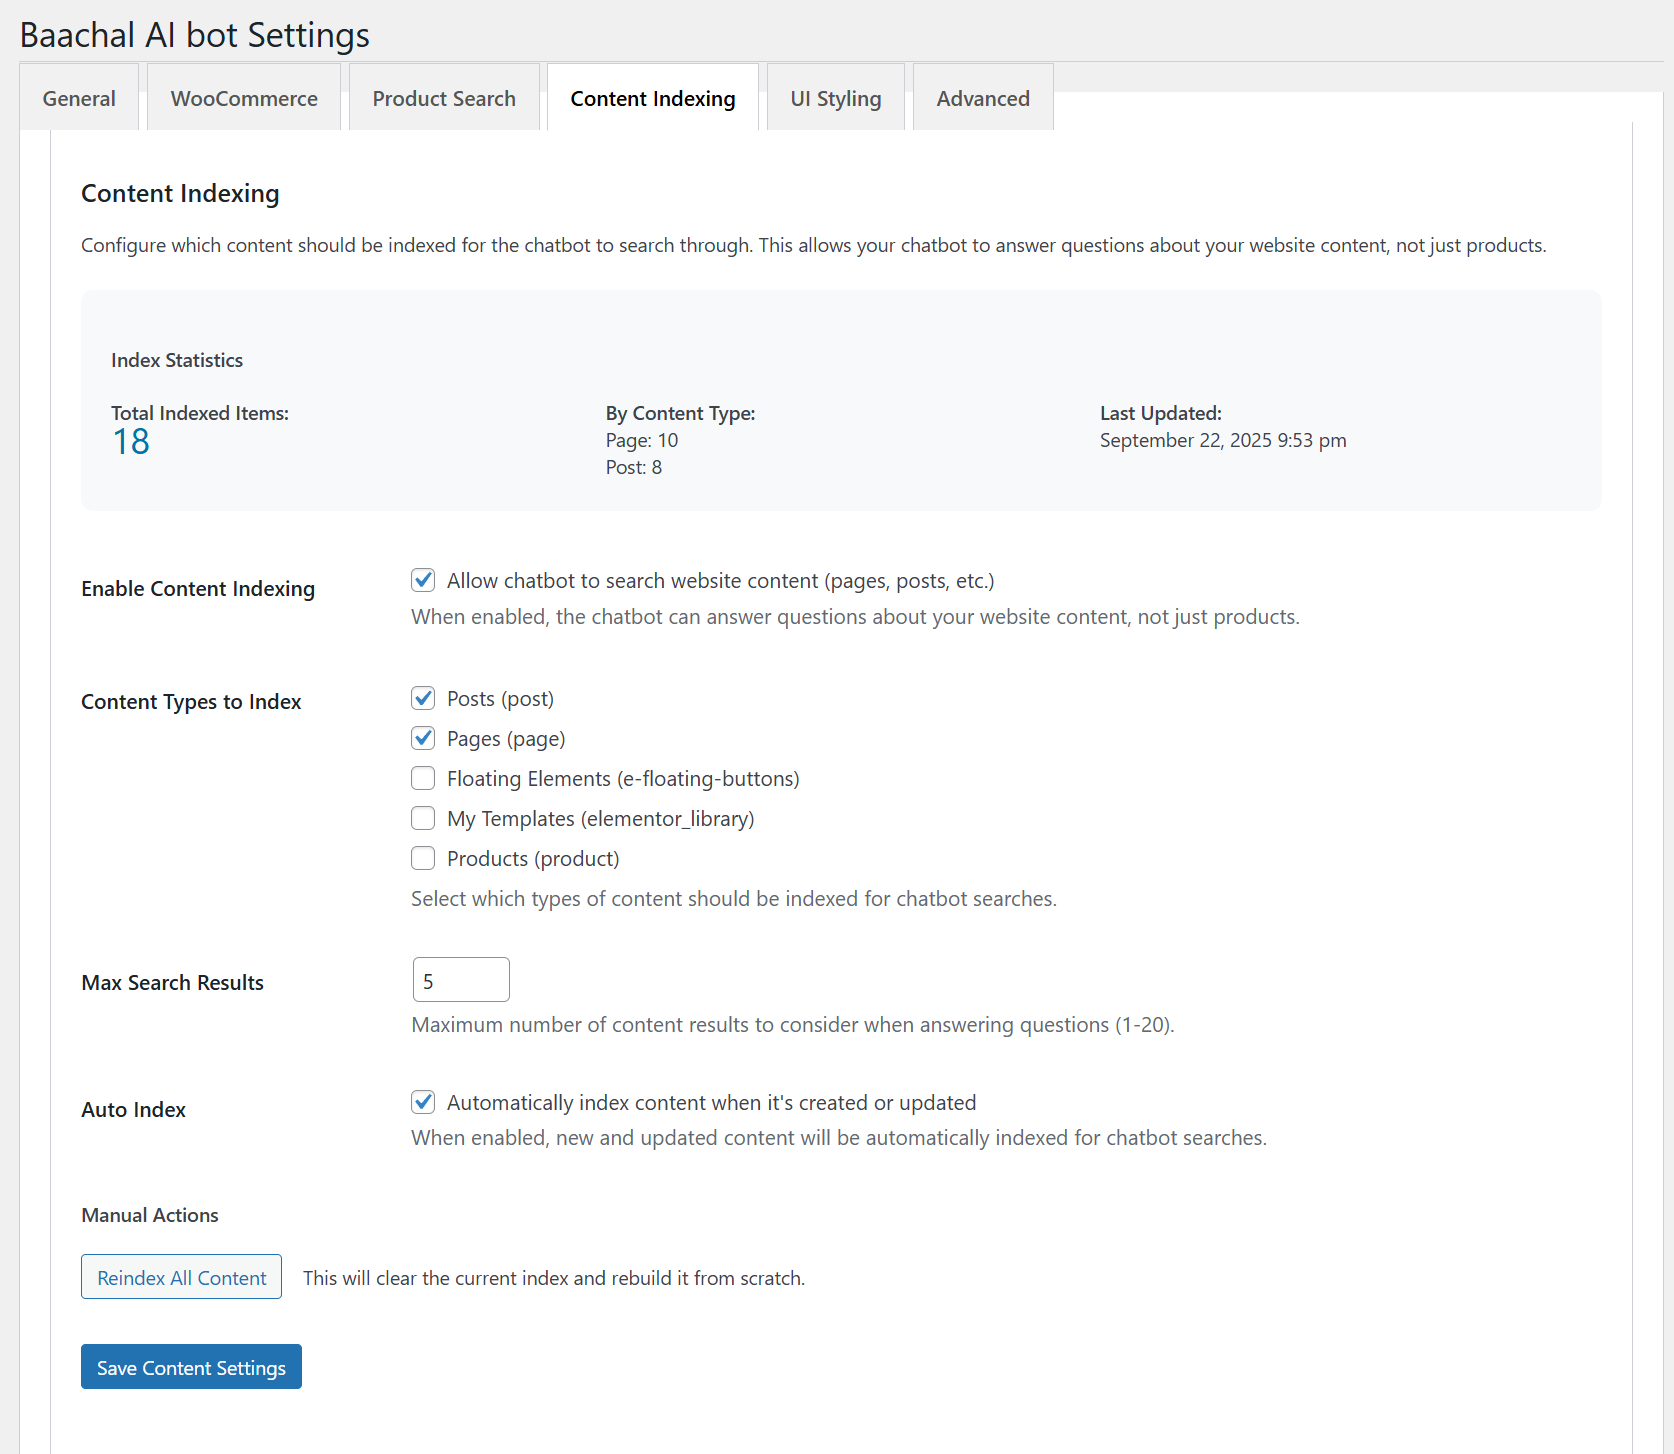 Baachal AI bot Settings
General
WooCommerce
Product Search
Content Indexing
UI Styling
Advanced
Content Indexing
Configure which content should be indexed for the chatbot to search through. This allows your chatbot to answer questions about your website content, not just products.
Index Statistics
Total Indexed Items:
18
By Content Type:
Page: 10
Post: 8
Last Updated:
September 22, 2025 9:53 pm
Enable Content Indexing
Allow chatbot to search website content (pages, posts, etc.)
When enabled, the chatbot can answer questions about your website content, not just products.
Content Types to Index
Posts (post)
Pages (page)
Floating Elements (e-floating-buttons)
My Templates (elementor_library)
Products (product)
Select which types of content should be indexed for chatbot searches.
Max Search Results
5
Maximum number of content results to consider when answering questions (1-20).
Auto Index
Automatically index content when it's created or updated
When enabled, new and updated content will be automatically indexed for chatbot searches.
Manual Actions
Reindex All Content
This will clear the current index and rebuild it from scratch.
Save Content Settings